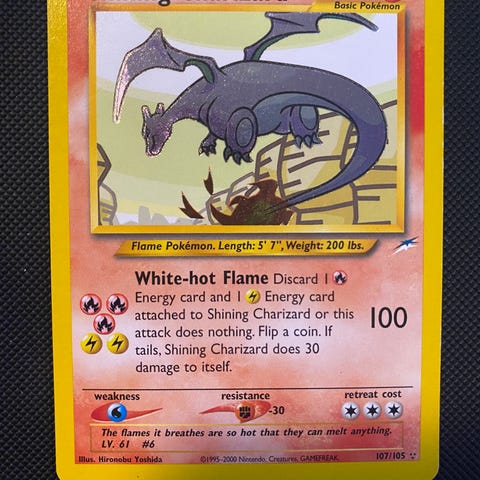 Shining Charizard
Basic Pokémon
Flame Pokémon. Length: 5' 7", Weight: 200 lbs.
White-hot Flame Discard 1
Energy card and 1 Energy card
attached to Shining Charizard or this
attack does nothing. Flip a coin. If
tails, Shining Charizard does 30
damage to itself.
100
weakness
resistance
retreat cost
-30
The flames it breathes are so hot that they can melt anything.
LV. 61 #6
Illus. Hironobu Yoshida
©1995-2000 Nintendo, Creatures, GAMEFREAK.
107/105